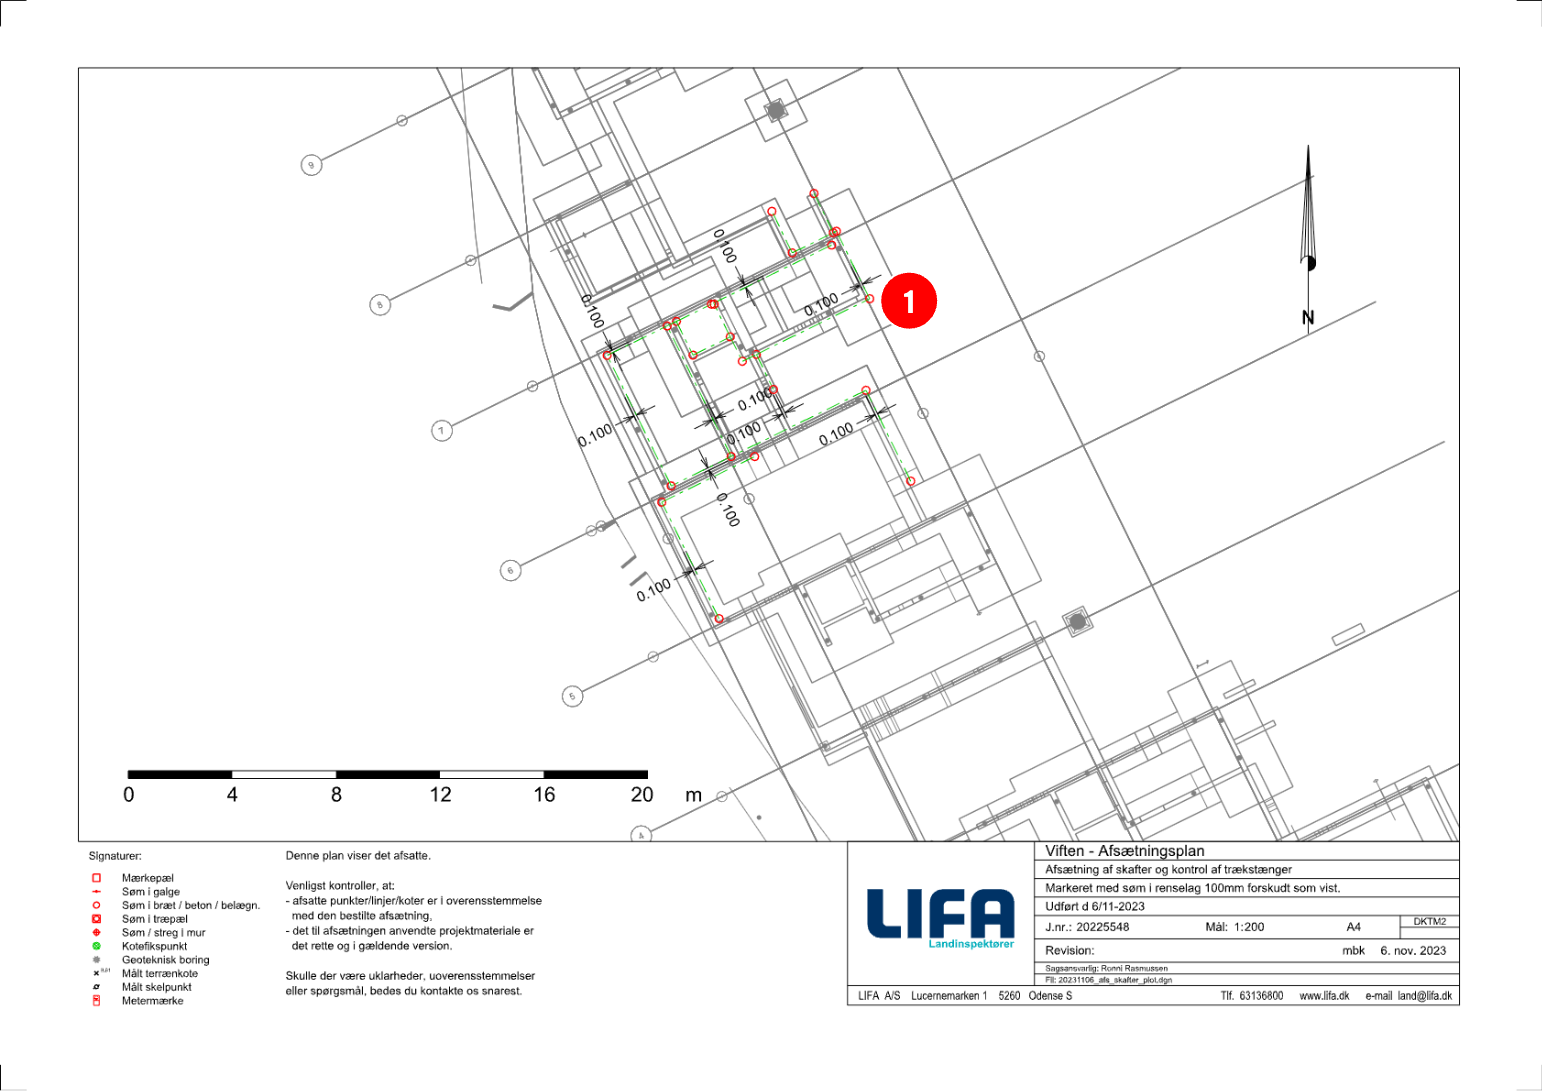 9
8
7
6
5
4
0.100
0.100
0.100
0.100
0.100
0.100
0.100
0.100
0.100
1
N
0 4 8 12 16 20 m
Signaturer:
Mærkepæl
Søm i galge
Søm i bræt / beton / belægn.
Søm i træpæl
Søm / streg i mur
Kotefikspunkt
Geoteknisk boring
Målt terrænkote
Målt skelpunkt
Metermærke
Denne plan viser det afsatte.
Venligst kontroller, at:
- afsatte punkter/linjer/koter er i overensstemmelse
med den bestilte afsætning,
- det til afsætningen anvendte projektmateriale er
det rette og i gældende version.
Skulle der være uklarheder, uoverensstemmelser
eller spørgsmål, bedes du kontakte os snarest.
LIFA
Landinspektører
Viften - Afsætningsplan
Afsætning af skafter og kontrol af trækstænger
Markeret med søm i renselag 100mm forskudt som vist.
Udført d 6/11-2023
J.nr.: 20225548 Mål: 1:200 A4 DKTM2
Revision: mbk 6. nov. 2023
Sagsansvarlig: Ronni Rasmussen
Fil: 20231106_afs_skafter_plot.dgn
LIFA A/S Lucernemarken 1 5260 Odense S Tlf. 63136800 www.lifa.dk e-mail land@lifa.dk